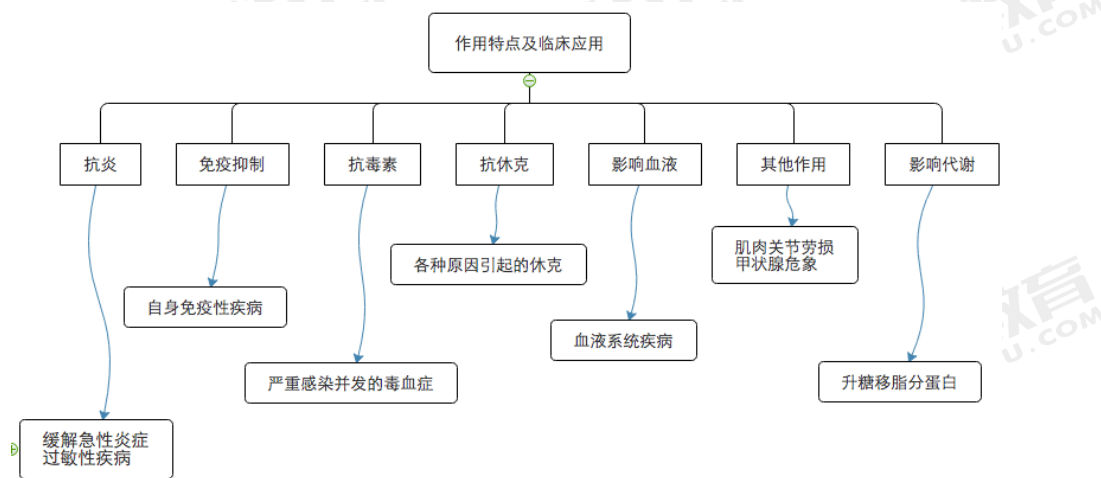 作用特点及临床应用
抗炎
免疫抑制
抗毒素
抗休克
影响血液
其他作用
影响代谢
肌肉关节劳损
甲状腺危象
各种原因引起的休克
自身免疫性疾病
血液系统疾病
严重感染并发的毒血症
升糖移脂分蛋白
缓解急性炎症
过敏性疾病
教育
U.COM